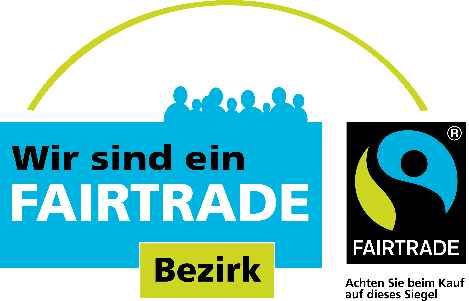 Wir sind ein
FAIRTRADE
Bezirk
®
FAIRTRADE
Achten Sie beim Kauf
auf dieses Siegel